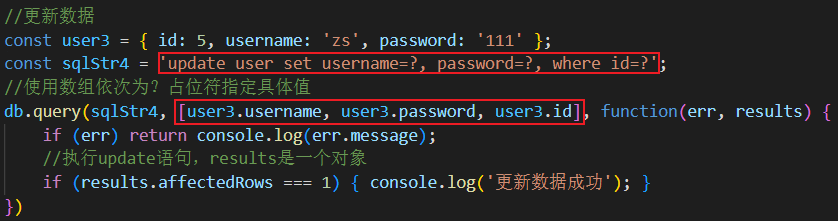 //更新数据
const user3 = { id: 5, username: 'zs', password: '111' };
const sqlStr4 = 'update user set username=?, password=?, where id=?';
//使用数组依次为？占位符指定具体值
db.query(sqlStr4, [user3.username, user3.password, user3.id], function(err, results) {
    if (err) return console.log(err.message);
    //执行update语句，results是一个对象
    if (results.affectedRows === 1) { console.log('更新数据成功'); }
})